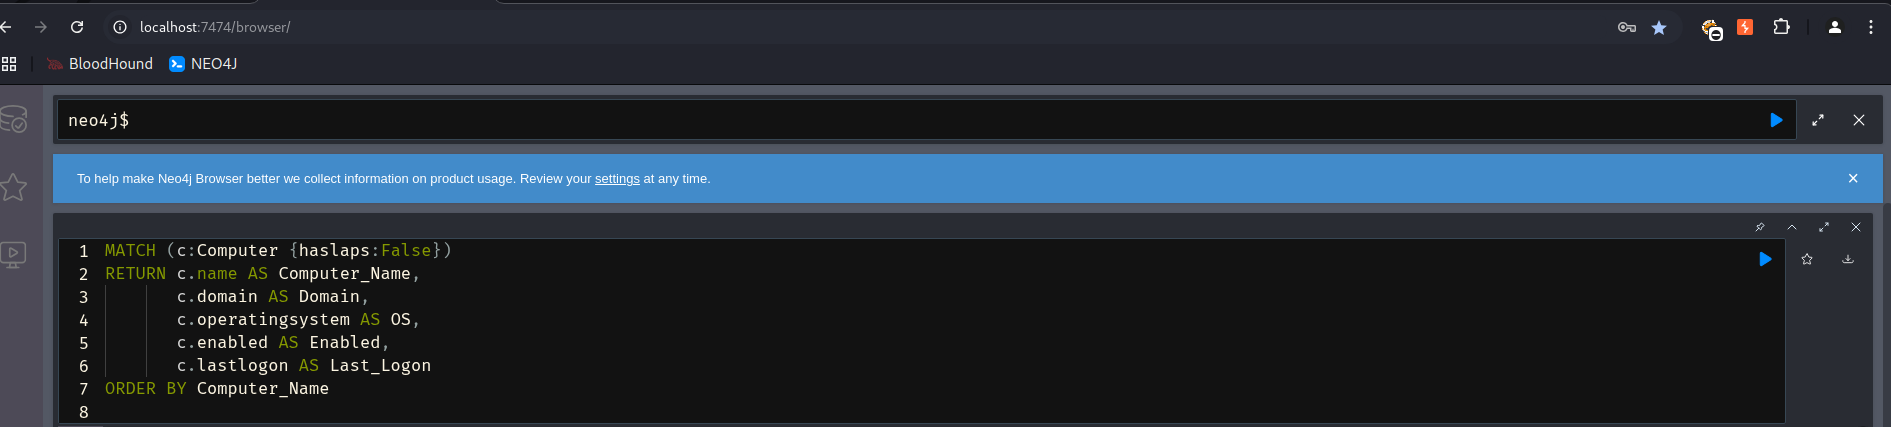 localhost:7474/browser/
BloodHound NEO4J
neo4j$
To help make Neo4j Browser better we collect information on product usage. Review your settings at any time.
1 MATCH (c:Computer {haslaps:False})
2 RETURN c.name AS Computer_Name,
3 c.domain AS Domain,
4 c.operatingsystem AS OS,
5 c.enabled AS Enabled,
6 c.lastlogon AS Last_Logon
7 ORDER BY Computer_Name
8